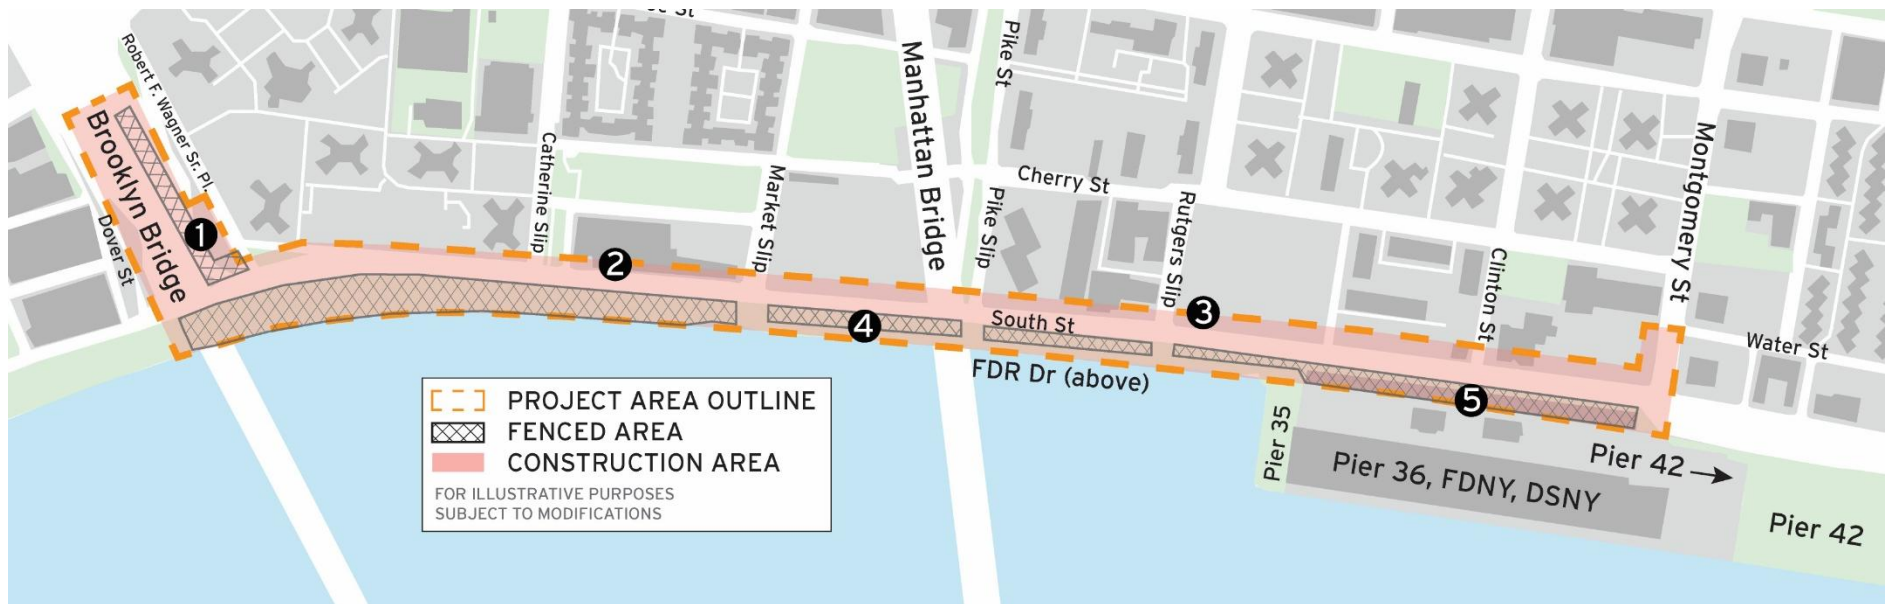 Robert F. Wagner Sr. Pl.
Brooklyn Bridge
Dover St
1
Catherine Slip
2
Market Slip
Manhattan Bridge
Pike St
Pike Slip
Cherry St
Rutgers Slip
3
4
South St
FDR Dr (above)
Clinton St
5
Montgomery St
Water St
Pier 35
Pier 36, FDNY, DSNY
Pier 42
Pier 42
PROJECT AREA OUTLINE
FENCED AREA
CONSTRUCTION AREA
FOR ILLUSTRATIVE PURPOSES
SUBJECT TO MODIFICATIONS